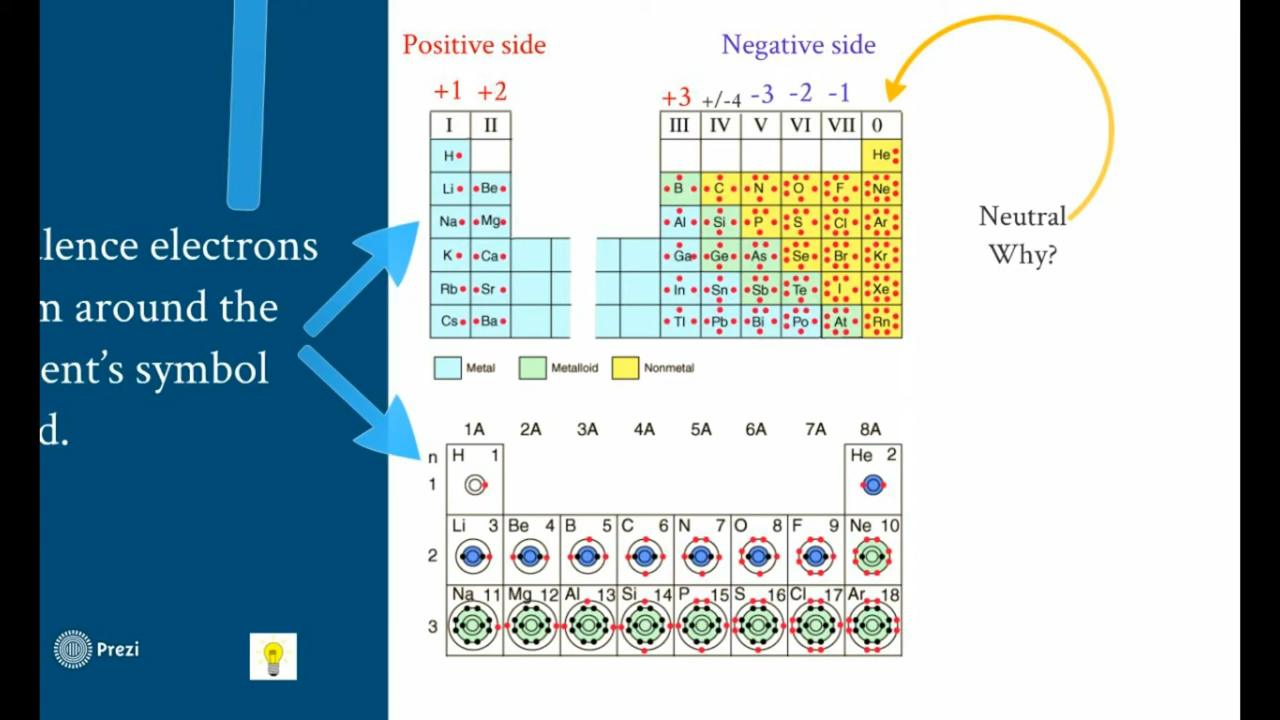 Positive side
Negative side
+1 +2
+3 +/-4 -3 -2 -1
I II
III IV V VI VII 0
H
He
Li Be
B C N O F Ne
Na Mg
Al Si P S Cl Ar
K Ca
Ga Ge As Se Br Kr
Rb Sr
In Sn Sb Te I Xe
Cs Ba
Tl Pb Bi Po At Rn
Metal
Metalloid
Nonmetal
Neutral
Why?
lence electrons
around the
ent's symbol
d.
1A 2A 3A 4A 5A 6A 7A 8A
n
1
H 1
He 2
2
Li 3
Be 4
B 5
C 6
N 7
O 8
F 9
Ne 10
3
Na 11
Mg 12
Al 13
Si 14
P 15
S 16
Cl 17
Ar 18
Prezi